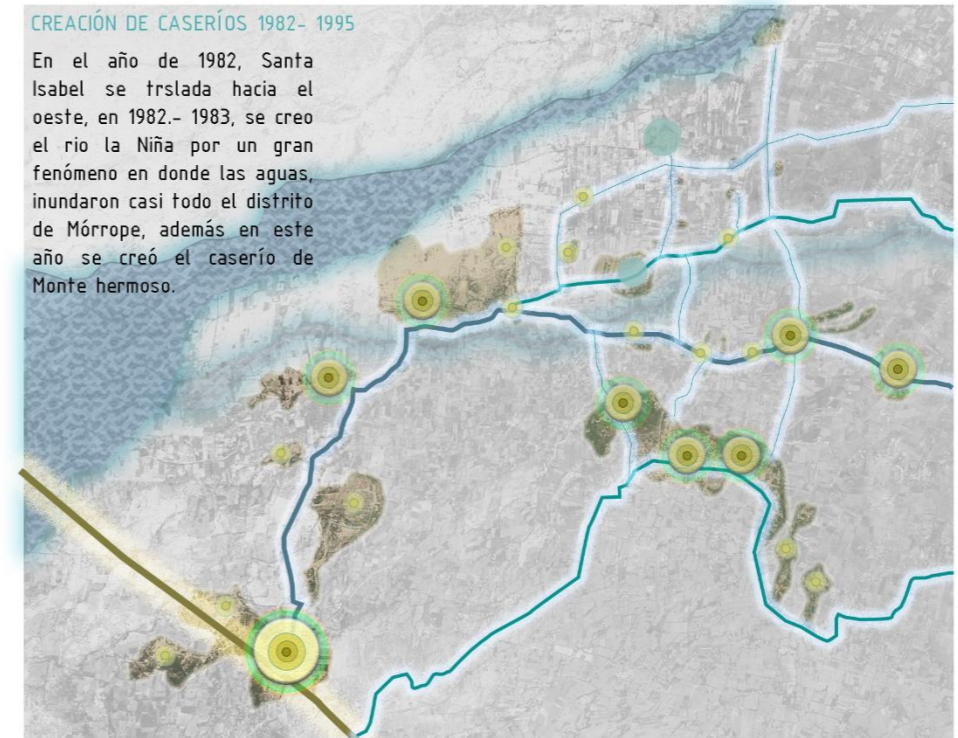 CREACIÓN DE CASERÍOS 1982- 1995
En el año de 1982, Santa
Isabel se trslada hacia el
oeste, en 1982.- 1983, se creo
el rio la Niña por un gran
fenómeno en donde las aguas,
inundaron casi todo el distrito
de Mórrope, además en este
año se creó el caserío de
Monte hermoso.